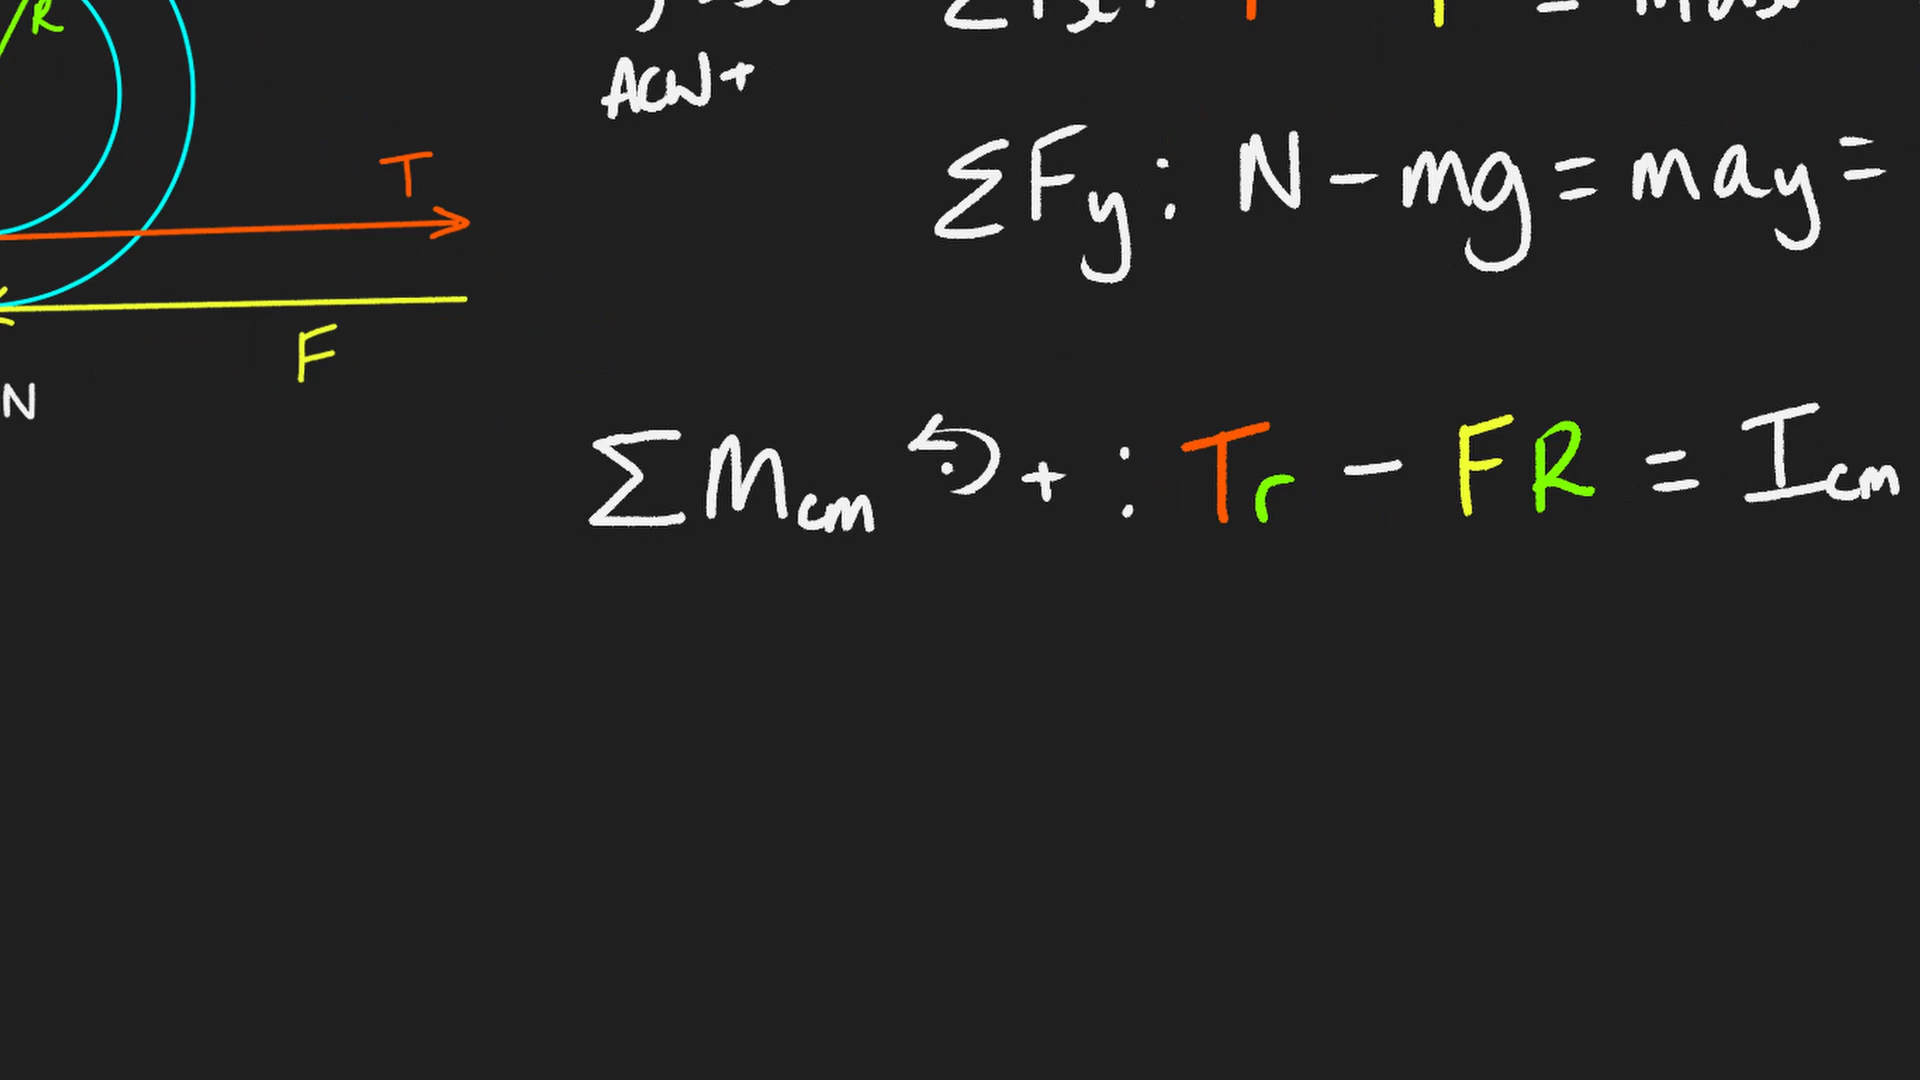 R
ACW+
T
ΣFy: N - mg = may =
F
N
ΣMcm ↺+ : Tr - FR = Icm